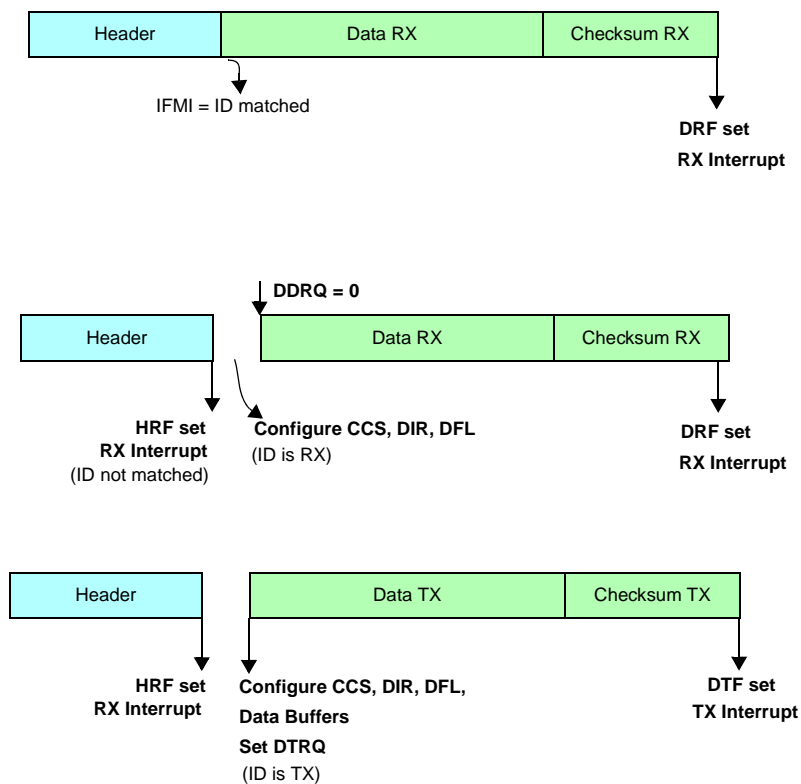 Header Data RX Checksum RX
IFMI = ID matched
DRF set
RX Interrupt
DDRQ = 0
Header Data RX Checksum RX
HRF set
RX Interrupt
(ID not matched)
Configure CCS, DIR, DFL
(ID is RX)
DRF set
RX Interrupt
Header Data TX Checksum TX
HRF set
RX Interrupt
Configure CCS, DIR, DFL,
Data Buffers
Set DTRQ
(ID is TX)
DTF set
TX Interrupt